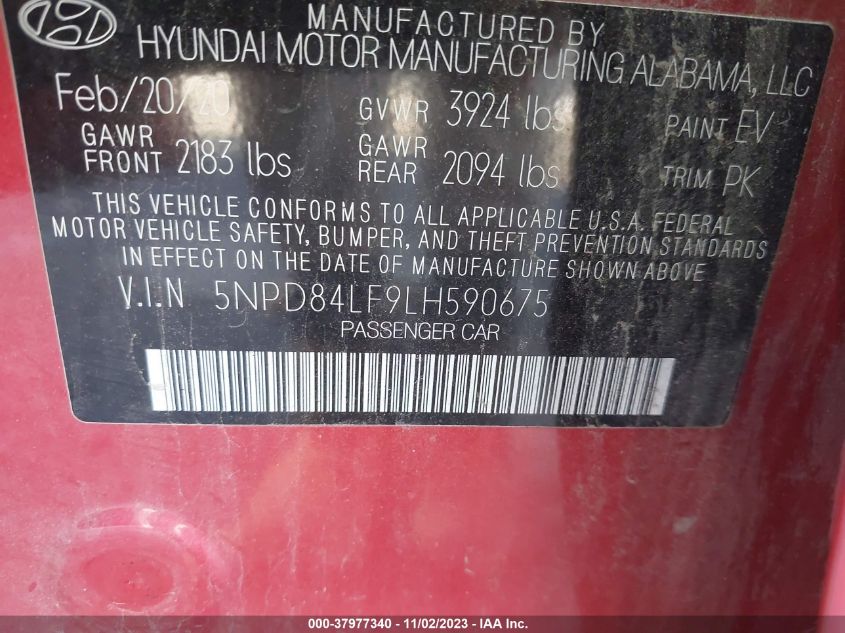 MANUFACTURED BY
HYUNDAI MOTOR MANUFACTURING ALABAMA, LLC
Feb/20/20 GVWR 3924 lbs PAINT EV
GAWR FRONT 2183 lbs GAWR REAR 2094 lbs TRIM PK
THIS VEHICLE CONFORMS TO ALL APPLICABLE U.S.A. FEDERAL
MOTOR VEHICLE SAFETY, BUMPER, AND THEFT PREVENTION STANDARDS
IN EFFECT ON THE DATE OF MANUFACTURE SHOWN ABOVE
V.I.N 5NPD84LF9LH590675
PASSENGER CAR
000-37977340 - 11/02/2023 - IAA Inc.